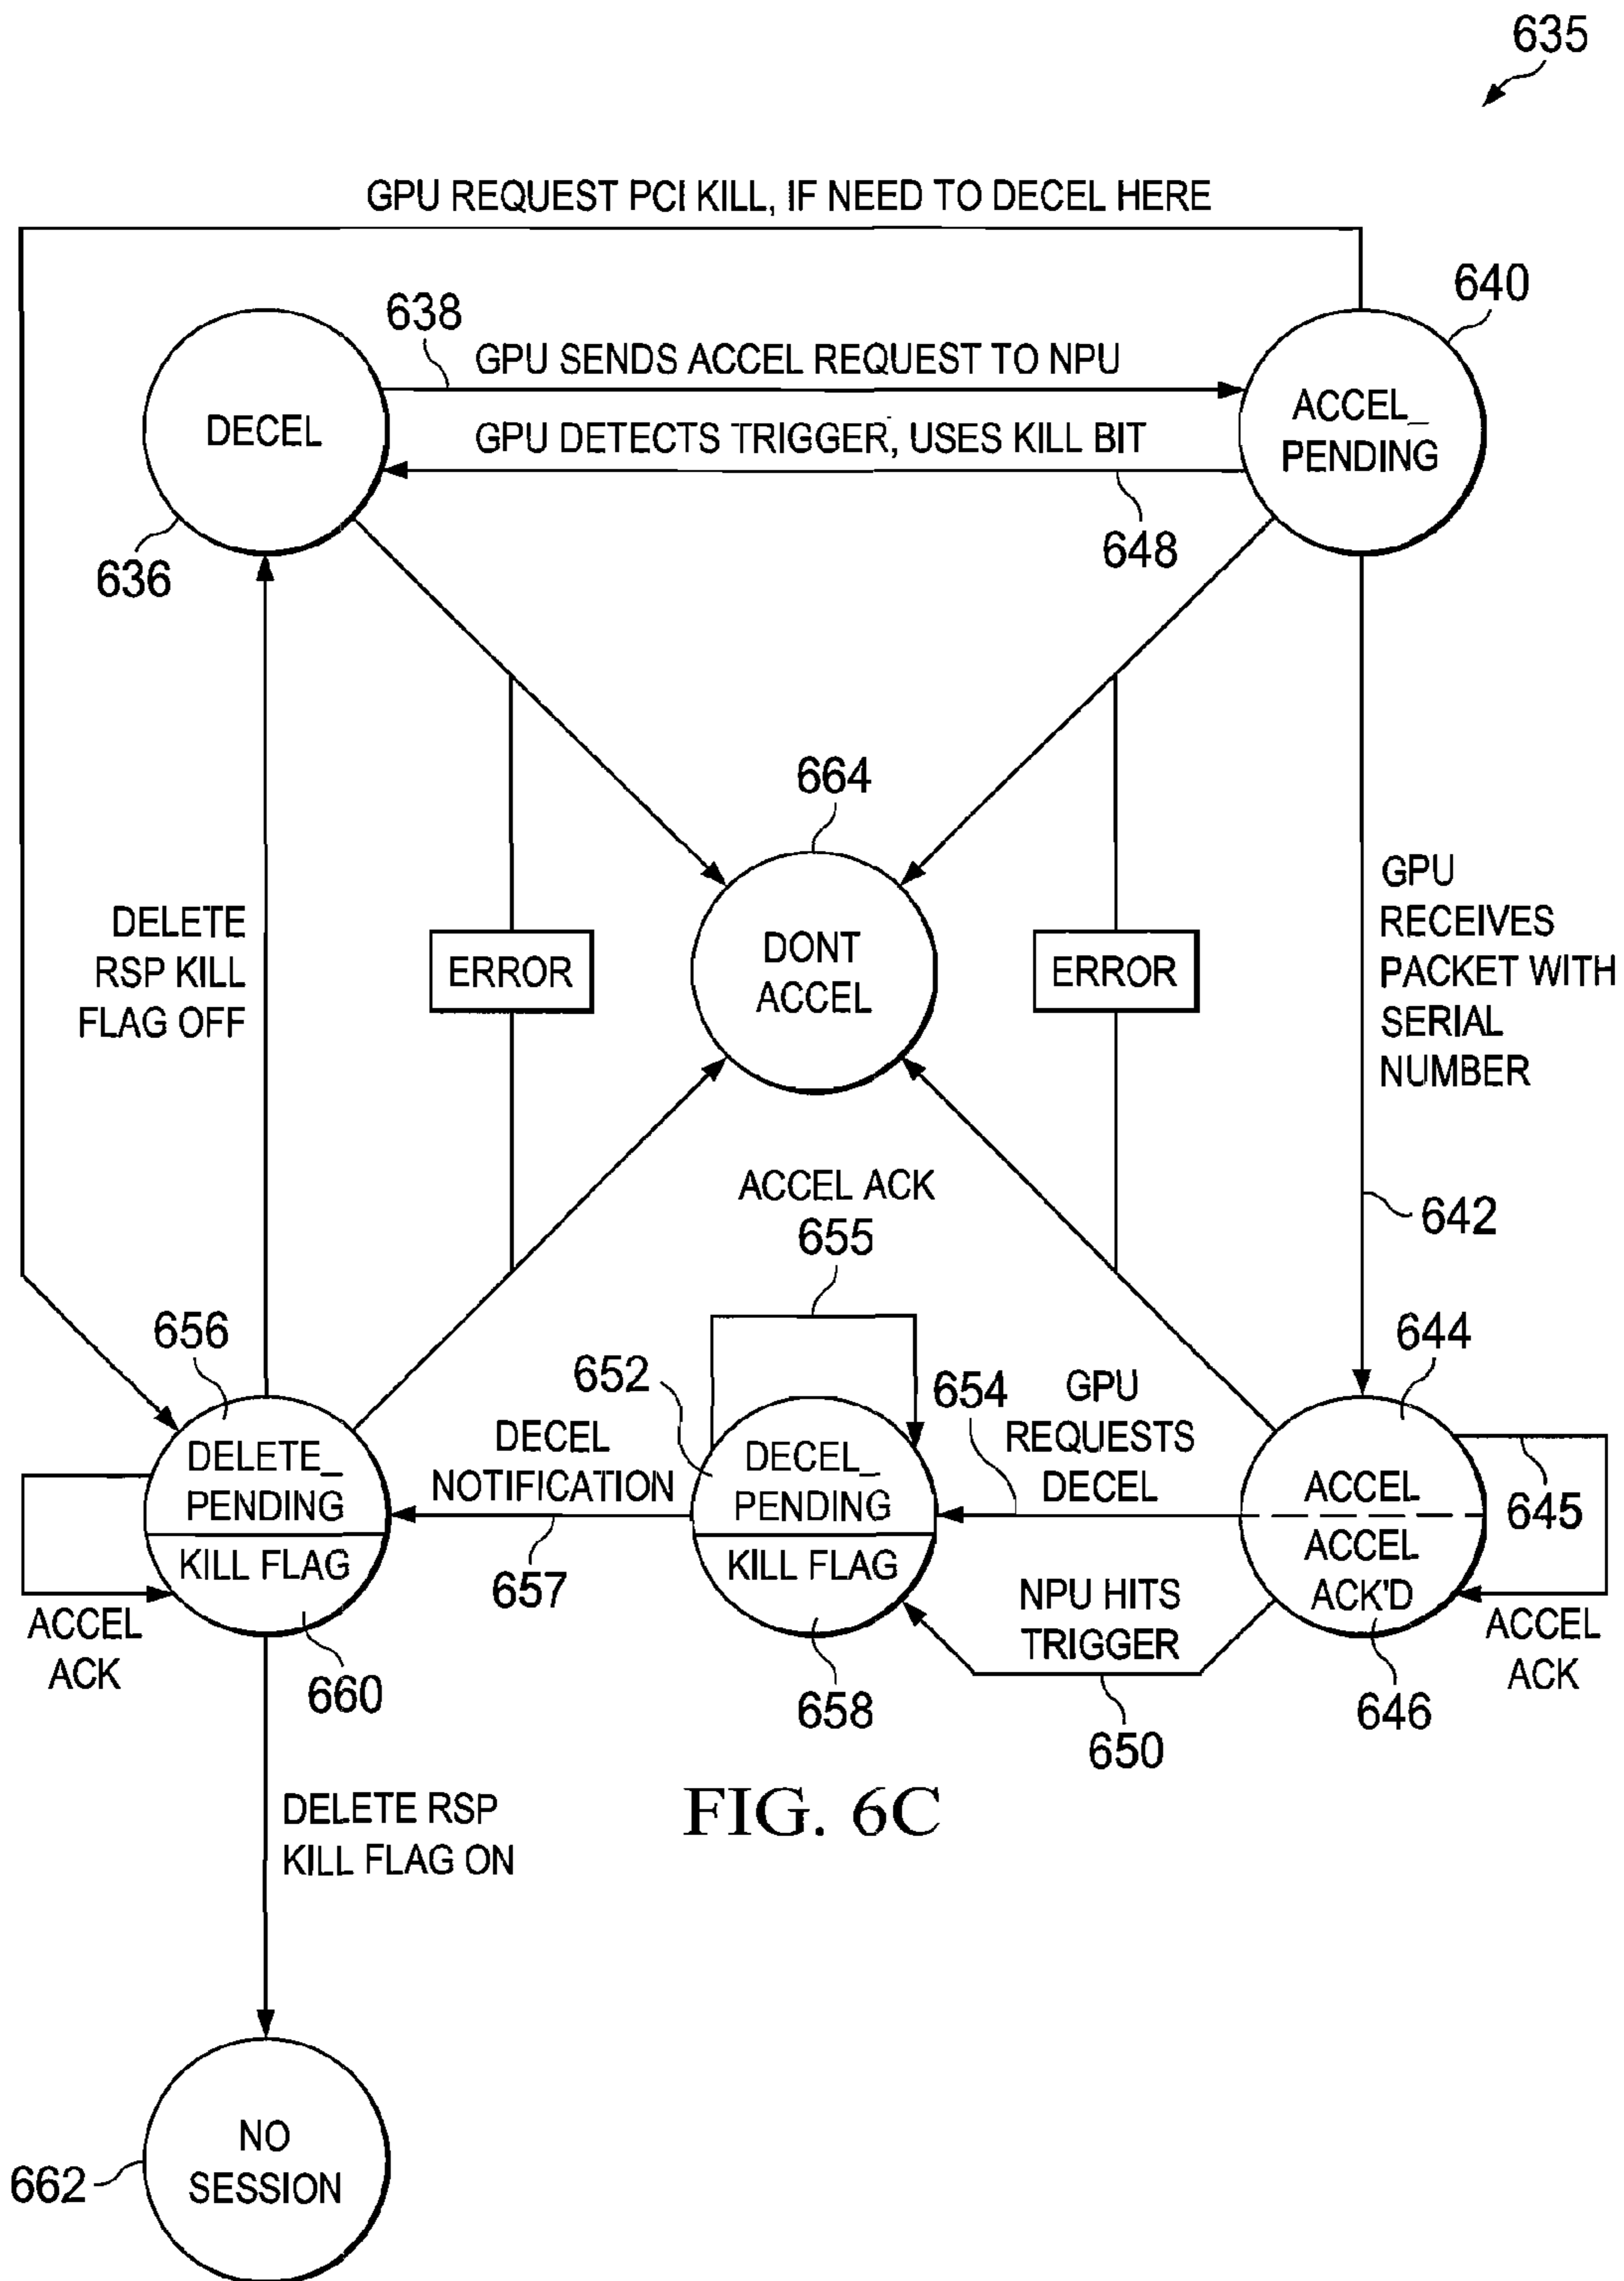 635
GPU REQUEST PCI KILL, IF NEED TO DECEL HERE
638
640
GPU SENDS ACCEL REQUEST TO NPU
DECEL
GPU DETECTS TRIGGER, USES KILL BIT
ACCEL_
PENDING
636
648
664
DELETE
RSP KILL
FLAG OFF
ERROR
DONT
ACCEL
ERROR
GPU
RECEIVES
PACKET WITH
SERIAL
NUMBER
642
ACCEL ACK
655
656
652
654
644
DELETE_
PENDING
KILL FLAG
DECEL
NOTIFICATION
657
DECEL_
PENDING
KILL FLAG
GPU
REQUESTS
DECEL
ACCEL
ACCEL
ACK'D
645
NPU HITS
TRIGGER
ACCEL
ACK
ACCEL
ACK
660
658
650
646
DELETE RSP
KILL FLAG ON
FIG. 6C
NO
SESSION
662